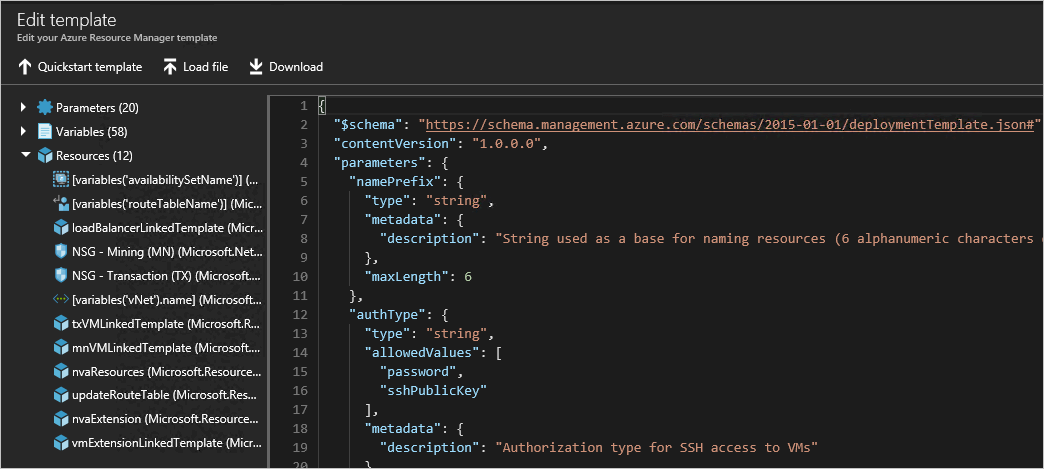 Edit template
Edit your Azure Resource Manager template
Quickstart template Load file Download
Parameters (20)
Variables (58)
Resources (12)
[variables('availabilitySetName')] (...
[variables('routeTableName')] (Mic...
loadBalancerLinkedTemplate (Micr...
NSG - Mining (MN) (Microsoft.Net...
NSG - Transaction (TX) (Microsoft....
[variables('vNet').name] (Microsoft...
txVMLinkedTemplate (Microsoft.R...
mnVMLinkedTemplate (Microsoft....
nvaResources (Microsoft.Resource...
updateRouteTable (Microsoft.Res...
nvaExtension (Microsoft.Resource...
vmExtensionLinkedTemplate (Micr...
1 {
2 "$schema": "https://schema.management.azure.com/schemas/2015-01-01/deploymentTemplate.json#"
3 "contentVersion": "1.0.0.0",
4 "parameters": {
5 "namePrefix": {
6 "type": "string",
7 "metadata": {
8 "description": "String used as a base for naming resources (6 alphanumeric characters
9 },
10 "maxLength": 6
11 },
12 "authType": {
13 "type": "string",
14 "allowedValues": [
15 "password",
16 "sshPublicKey"
17 ],
18 "metadata": {
19 "description": "Authorization type for SSH access to VMs"
20 }